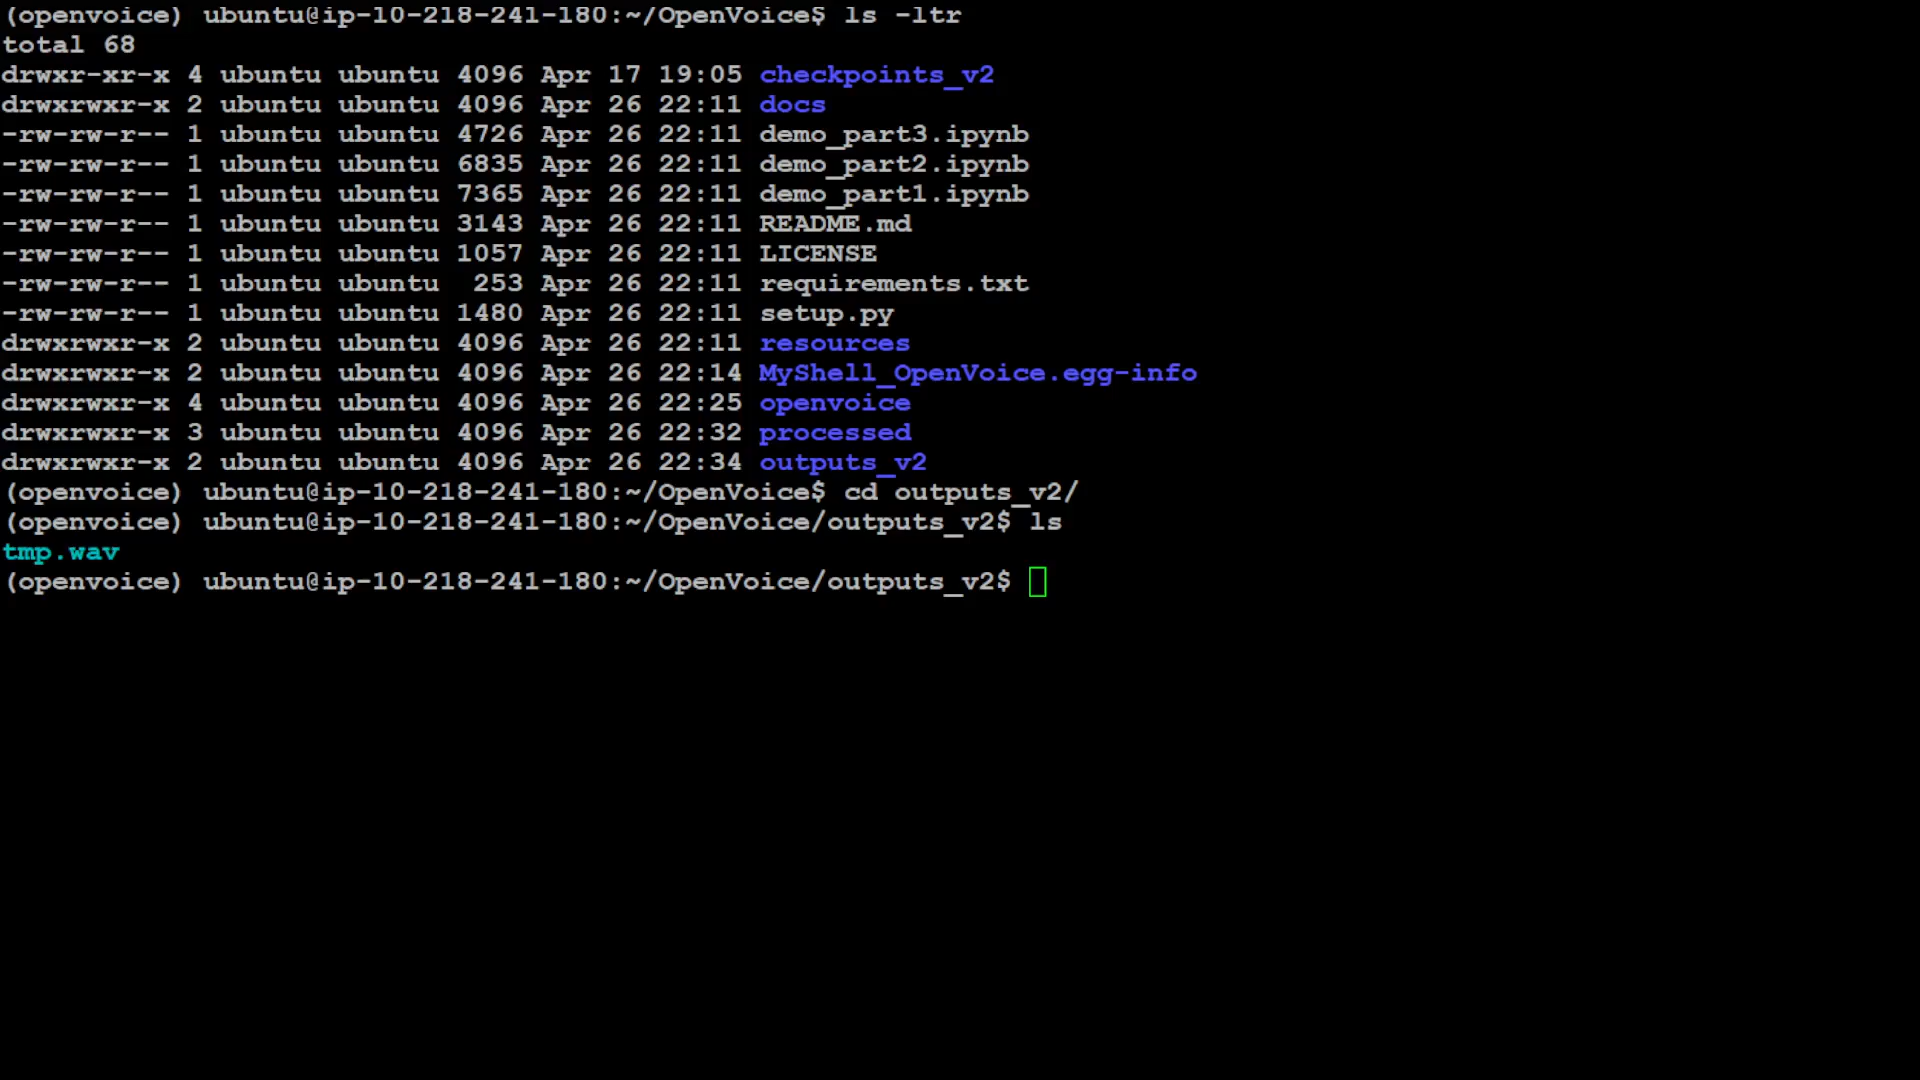 (openvoice) ubuntu@ip-10-218-241-180:~/OpenVoice$ ls -ltr
total 68
drwxr-xr-x 4 ubuntu ubuntu 4096 Apr 17 19:05 checkpoints_v2
drwxrwxr-x 2 ubuntu ubuntu 4096 Apr 26 22:11 docs
-rw-rw-r-- 1 ubuntu ubuntu 4726 Apr 26 22:11 demo_part3.ipynb
-rw-rw-r-- 1 ubuntu ubuntu 6835 Apr 26 22:11 demo_part2.ipynb
-rw-rw-r-- 1 ubuntu ubuntu 7365 Apr 26 22:11 demo_part1.ipynb
-rw-rw-r-- 1 ubuntu ubuntu 3143 Apr 26 22:11 README.md
-rw-rw-r-- 1 ubuntu ubuntu 1057 Apr 26 22:11 LICENSE
-rw-rw-r-- 1 ubuntu ubuntu  253 Apr 26 22:11 requirements.txt
-rw-rw-r-- 1 ubuntu ubuntu 1480 Apr 26 22:11 setup.py
drwxrwxr-x 2 ubuntu ubuntu 4096 Apr 26 22:11 resources
drwxrwxr-x 2 ubuntu ubuntu 4096 Apr 26 22:14 MyShell_OpenVoice.egg-info
drwxrwxr-x 4 ubuntu ubuntu 4096 Apr 26 22:25 openvoice
drwxrwxr-x 3 ubuntu ubuntu 4096 Apr 26 22:32 processed
drwxrwxr-x 2 ubuntu ubuntu 4096 Apr 26 22:34 outputs_v2
(openvoice) ubuntu@ip-10-218-241-180:~/OpenVoice$ cd outputs_v2/
(openvoice) ubuntu@ip-10-218-241-180:~/OpenVoice/outputs_v2$ ls
tmp.wav
(openvoice) ubuntu@ip-10-218-241-180:~/OpenVoice/outputs_v2$